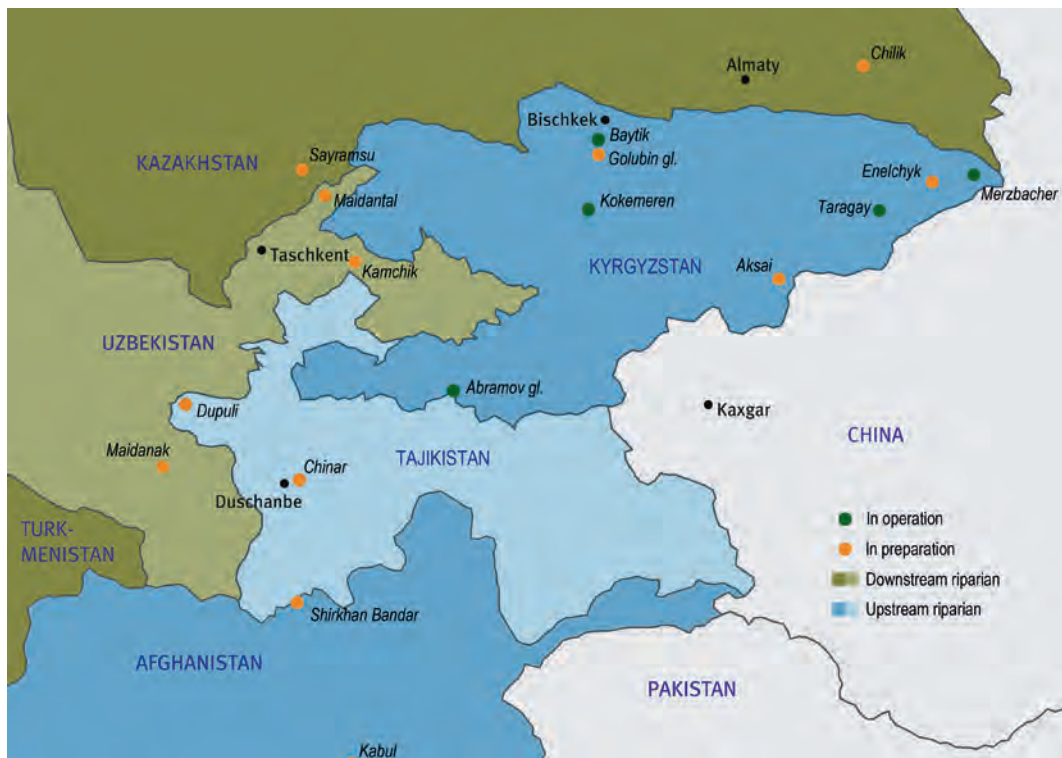 Chilik
Almaty
Bischkek
Baytik
Golubin gl.
KAZAKHSTAN
Sayramsu
Maidantal
Enelchyk
Merzbacher
Kokemeren
Taragay
Taschkent
Kamchik
KYRGYZSTAN
Aksai
UZBEKISTAN
Abramov gl.
Dupuli
Kaxgar
CHINA
Maidanak
Chinar
TAJIKISTAN
Duschanbe
TURK-
MENISTAN
In operation
In preparation
Downstream riparian
Upstream riparian
Shirkhan Bandar
AFGHANISTAN
PAKISTAN
Kabul